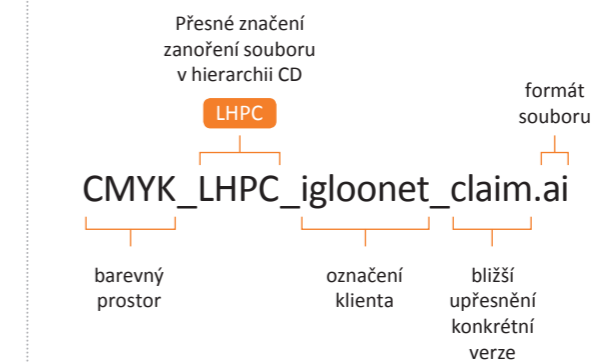 Přesné značení
zanoření souboru
v hierarchii CD
LHPC
formát
souboru
CMYK_LHPC_igloonet_claim.ai
barevný
prostor
označení
klienta
bližší
upřesnění
konkrétní
verze